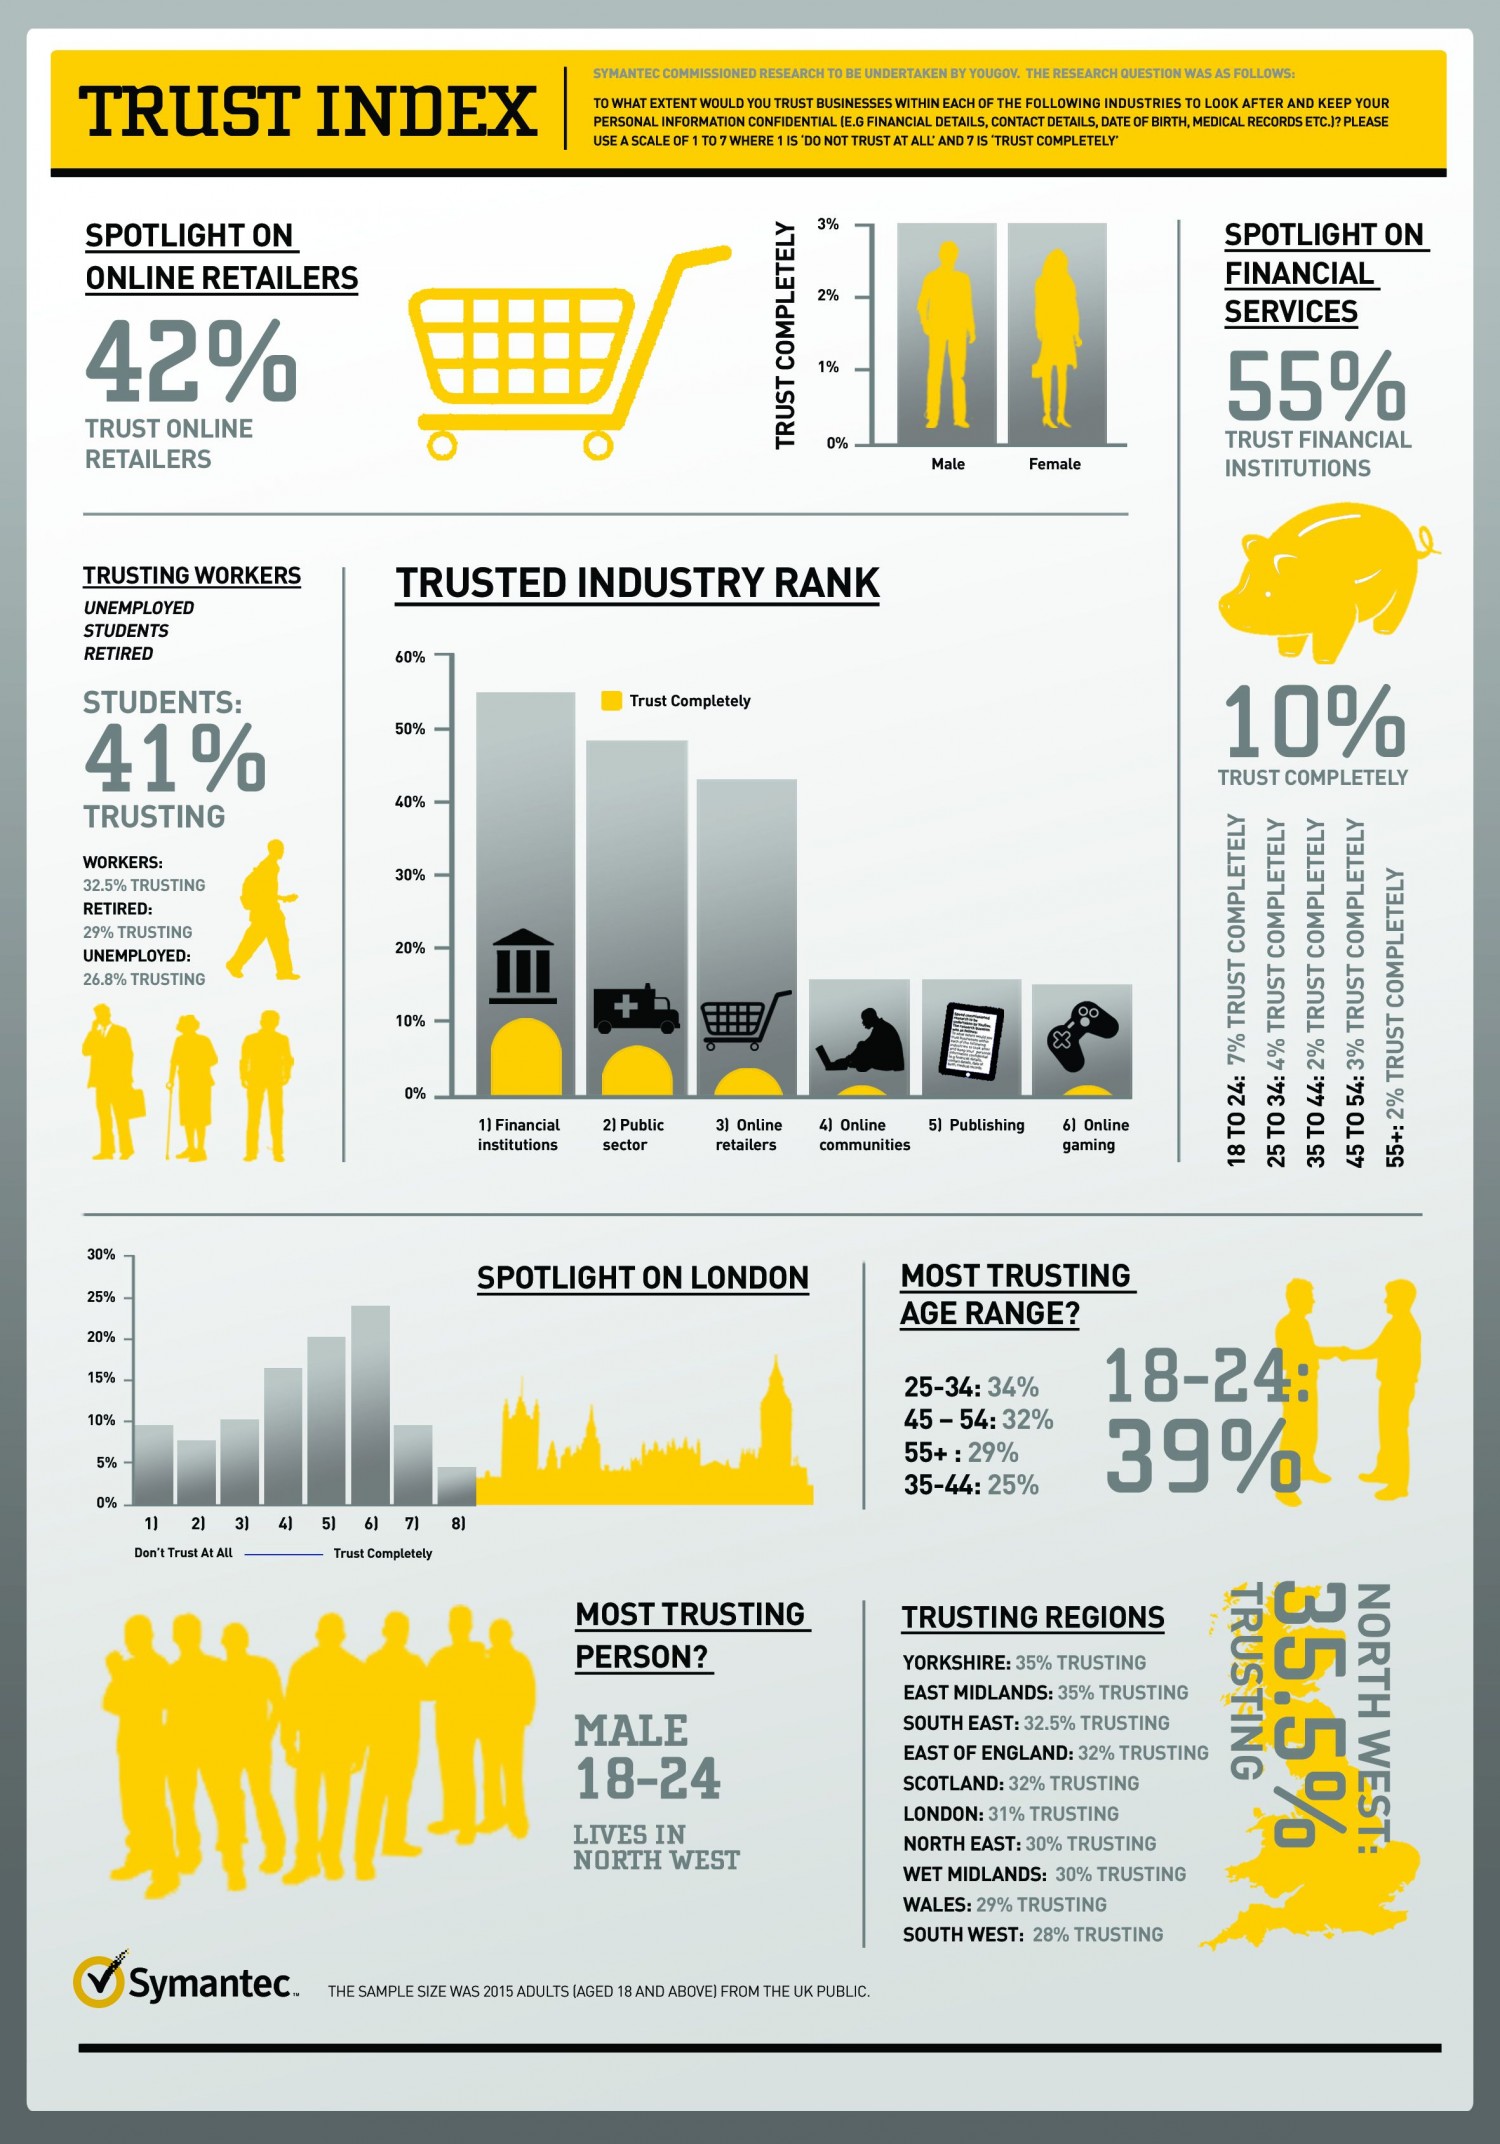 TRUST INDEX
SYMANTEC COMMISSIONED RESEARCH TO BE UNDERTAKEN BY YOUGOV. THE RESEARCH QUESTION WAS AS FOLLOWS:
TO WHAT EXTENT WOULD YOU TRUST BUSINESSES WITHIN EACH OF THE FOLLOWING INDUSTRIES TO LOOK AFTER AND KEEP YOUR
PERSONAL INFORMATION CONFIDENTIAL (E.G FINANCIAL DETAILS, CONTACT DETAILS, DATE OF BIRTH, MEDICAL RECORDS ETC.)? PLEASE
USE A SCALE OF 1 TO 7 WHERE 1 IS 'DO NOT TRUST AT ALL' AND 7 IS 'TRUST COMPLETELY'
SPOTLIGHT ON
ONLINE RETAILERS
42%
TRUST ONLINE
RETAILERS
TRUST COMPLETELY
3%
2%
1%
0%
Male
Female
SPOTLIGHT ON
FINANCIAL
SERVICES
55%
TRUST FINANCIAL
INSTITUTIONS
10%
TRUST COMPLETELY
18 TO 24: 7% TRUST COMPLETELY
25 TO 34: 4% TRUST COMPLETELY
35 TO 44: 2% TRUST COMPLETELY
45 TO 54: 3% TRUST COMPLETELY
55+: 2% TRUST COMPLETELY
TRUSTING WORKERS
UNEMPLOYED
STUDENTS
RETIRED
STUDENTS:
41%
TRUSTING
WORKERS:
32.5% TRUSTING
RETIRED:
29% TRUSTING
UNEMPLOYED:
26.8% TRUSTING
TRUSTED INDUSTRY RANK
60%
50%
40%
30%
20%
10%
0%
Trust Completely
1) Financial
institutions
2) Public
sector
3) Online
retailers
4) Online
communities
5) Publishing
6) Online
gaming
30%
25%
20%
15%
10%
5%
0%
1) 2) 3) 4) 5) 6) 7) 8)
Don't Trust At All
Trust Completely
SPOTLIGHT ON LONDON
MOST TRUSTING
AGE RANGE?
25-34: 34%
45 – 54: 32%
55+ : 29%
35-44: 25%
18-24:
39%
MOST TRUSTING
PERSON?
MALE
18-24
LIVES IN
NORTH WEST
TRUSTING REGIONS
YORKSHIRE: 35% TRUSTING
EAST MIDLANDS: 35% TRUSTING
SOUTH EAST: 32.5% TRUSTING
EAST OF ENGLAND: 32% TRUSTING
SCOTLAND: 32% TRUSTING
LONDON: 31% TRUSTING
NORTH EAST: 30% TRUSTING
WET MIDLANDS: 30% TRUSTING
WALES: 29% TRUSTING
SOUTH WEST: 28% TRUSTING
NORTH WEST:
35.5%
TRUSTING
Symantec™
THE SAMPLE SIZE WAS 2015 ADULTS (AGED 18 AND ABOVE) FROM THE UK PUBLIC.